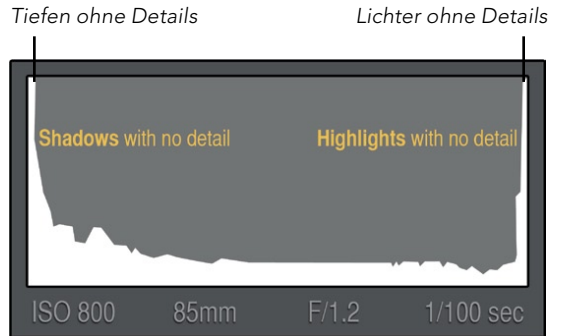 Tiefen ohne Details Lichter ohne Details
Shadows with no detail Highlights with no detail
ISO 800 85mm F/1.2 1/100 sec